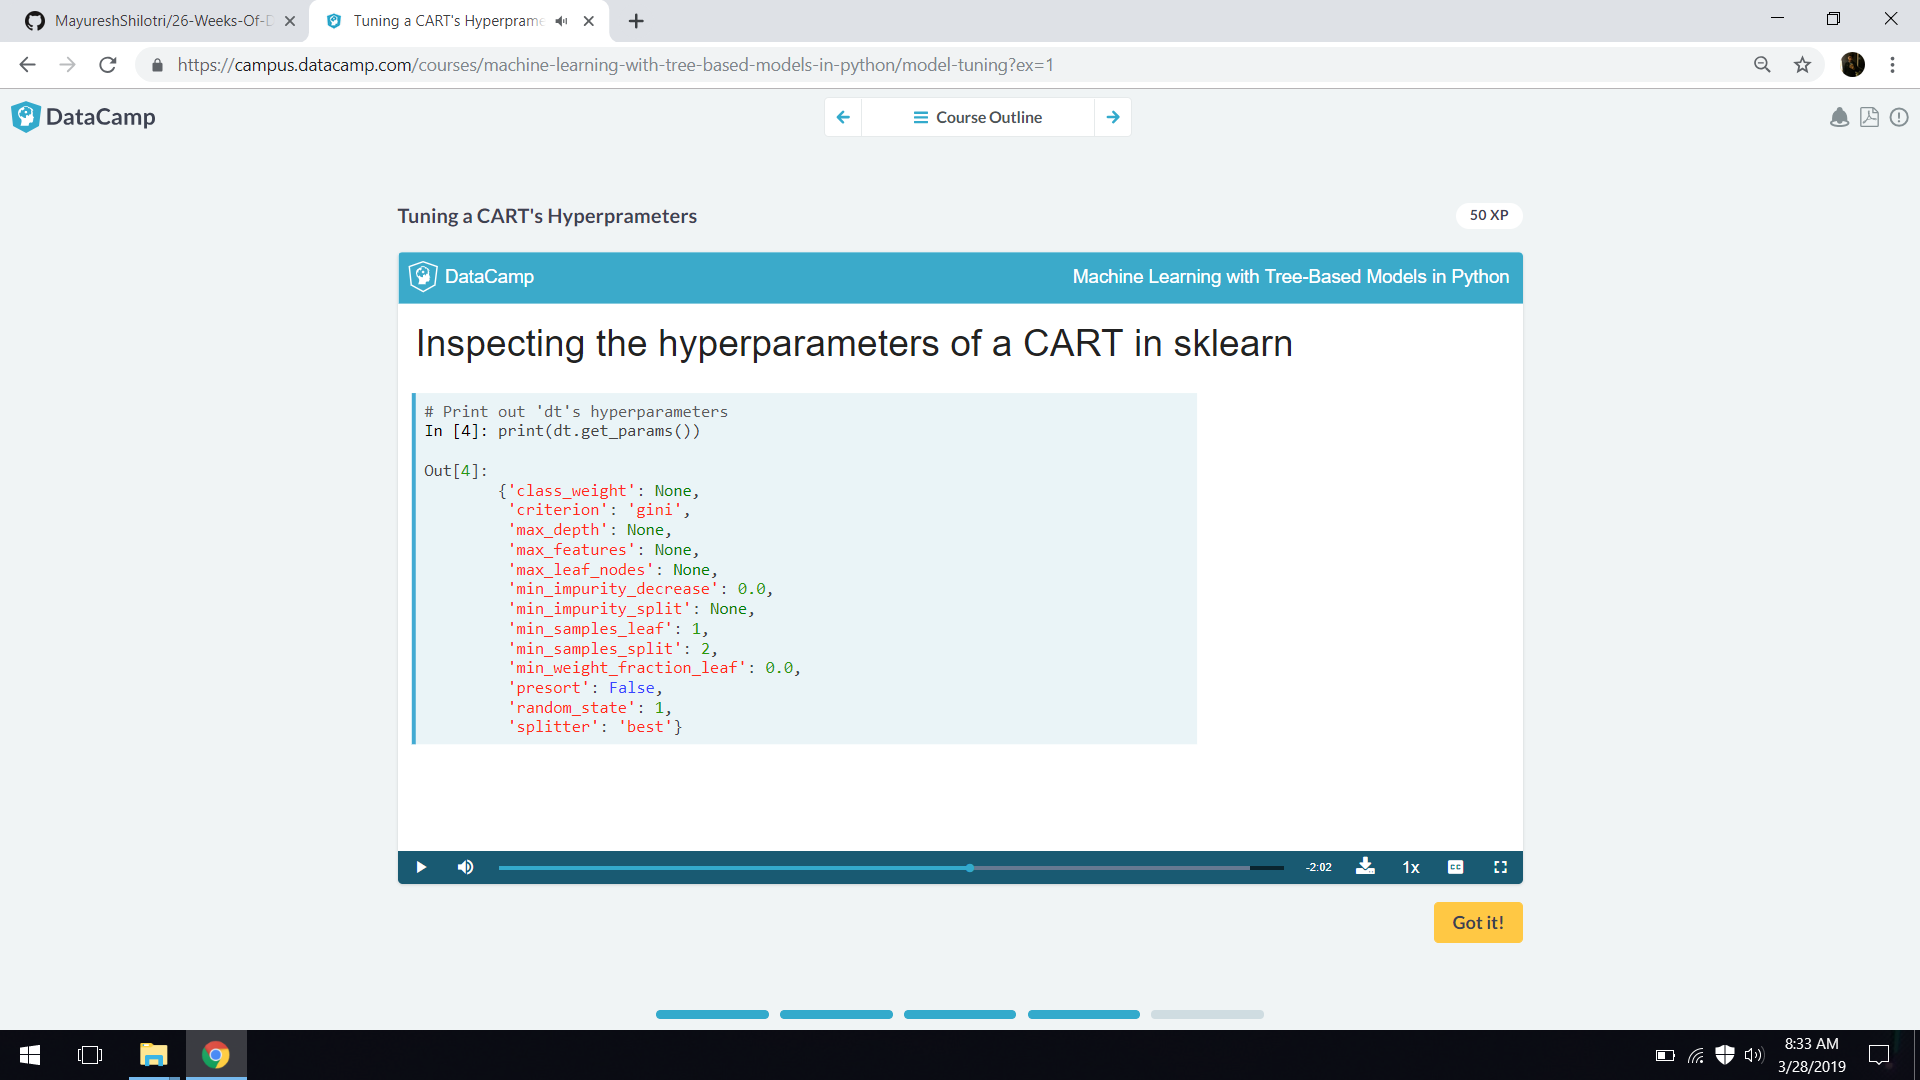 MayureshShilotri/26-Weeks-Of-D
Tuning a CART's Hyperprame
https://campus.datacamp.com/courses/machine-learning-with-tree-based-models-in-python/model-tuning?ex=1
DataCamp
Course Outline
Tuning a CART's Hyperprameters
50 XP
DataCamp
Machine Learning with Tree-Based Models in Python
Inspecting the hyperparameters of a CART in sklearn
# Print out 'dt's hyperparameters
In [4]: print(dt.get_params())
Out[4]:
{'class_weight': None,
'criterion': 'gini',
'max_depth': None,
'max_features': None,
'max_leaf_nodes': None,
'min_impurity_decrease': 0.0,
'min_impurity_split': None,
'min_samples_leaf': 1,
'min_samples_split': 2,
'min_weight_fraction_leaf': 0.0,
'presort': False,
'random_state': 1,
'splitter': 'best'}
-2:02
1x
CC
Got it!
8:33 AM
3/28/2019